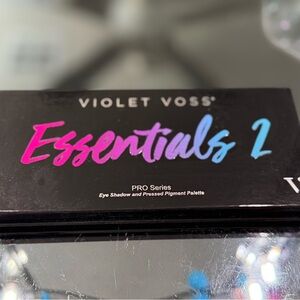 VIOLET VOSS®
Essentials 2
PRO Series
Eye Shadow and Pressed Pigment Palette